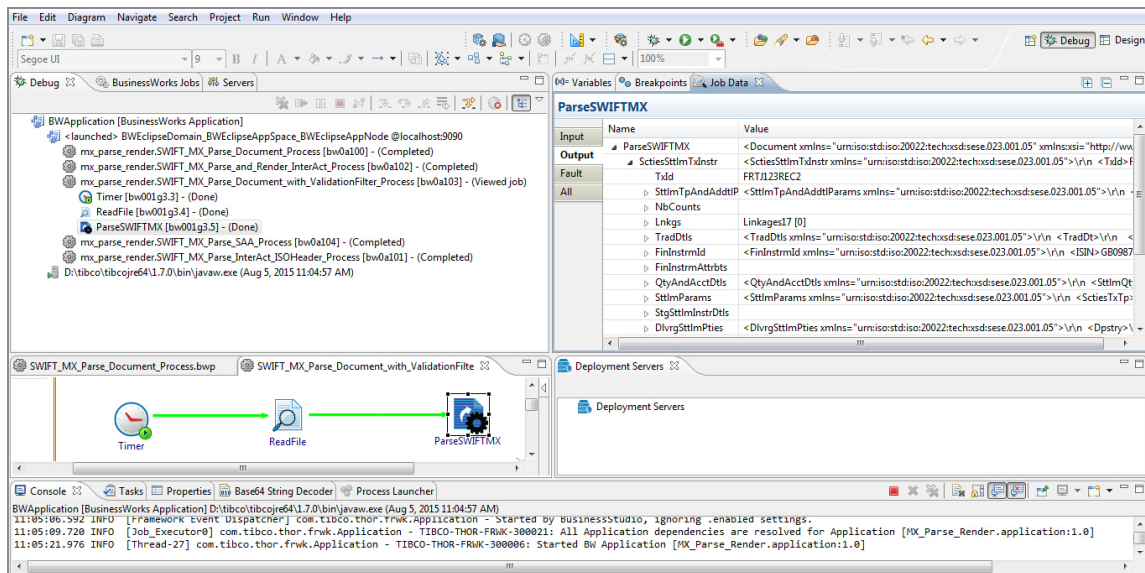 File Edit Diagram Navigate Search Project Run Window Help
Debug Design
Segoe UI 9 B I A 100%
Debug BusinessWorks Jobs Servers
BWApplication [BusinessWorks Application]
<launched> BWEclipseDomain_BWEclipseAppSpace_BWEclipseAppNode @localhost:9090
mx_parse_render.SWIFT_MX_Parse_Document_Process [bw0a100] - (Completed)
mx_parse_render.SWIFT_MX_Parse_and_Render_InterAct_Process [bw0a102] - (Completed)
mx_parse_render.SWIFT_MX_Parse_Document_with_ValidationFilter_Process [bw0a103] - (Viewed job)
Timer [bw001g3.3] - (Done)
ReadFile [bw001g3.4] - (Done)
ParseSWIFTMX [bw001g3.5] - (Done)
mx_parse_render.SWIFT_MX_Parse_SAA_Process [bw0a104] - (Completed)
mx_parse_render.SWIFT_MX_Parse_InterAct_ISOHeader_Process [bw0a101] - (Completed)
D:\tibco\tibcojre64\1.7.0\bin\javaw.exe (Aug 5, 2015 11:04:57 AM)
(x)= Variables Breakpoints Job Data
ParseSWIFTMX
Input
Output
Fault
All
Name Value
ParseSWIFTMX <Document xmlns="urn:iso:std:iso:20022:tech:xsd:sese.023.001.05" xmlns:xsi="http://ww
SctiesSttlmTxInstr <SctiesSttlmTxInstr xmlns="urn:iso:std:iso:20022:tech:xsd:sese.023.001.05">\r\n <TxId>F
TxId FRTJ123REC2
SttlmTpAndAddtlP <SttlmTpAndAddtlParams xmlns="urn:iso:std:iso:20022:tech:xsd:sese.023.001.05">\r\n
NbCounts
Lnkgs Linkages17 [0]
TradDtls <TradDtls xmlns="urn:iso:std:iso:20022:tech:xsd:sese.023.001.05">\r\n <TradDt>\r\n <
FinInstrmId <FinInstrmId xmlns="urn:iso:std:iso:20022:tech:xsd:sese.023.001.05">\r\n <ISIN>GB0987
FinInstrmAttrbts
QtyAndAcctDtls <QtyAndAcctDtls xmlns="urn:iso:std:iso:20022:tech:xsd:sese.023.001.05">\r\n <SttlmQt
SttlmParams <SttlmParams xmlns="urn:iso:std:iso:20022:tech:xsd:sese.023.001.05">\r\n <SctiesTxTp>
StgSttlmInstrDtls
DlvrgSttlmPties <DlvrgSttlmPties xmlns="urn:iso:std:iso:20022:tech:xsd:sese.023.001.05">\r\n <Dpstry>\
SWIFT_MX_Parse_Document_Process.bwp SWIFT_MX_Parse_Document_with_ValidationFilte
Timer
ReadFile
ParseSWIFTMX
Deployment Servers
Deployment Servers
Console Tasks Properties Base64 String Decoder Process Launcher
BWApplication [BusinessWorks Application] D:\tibco\tibcojre64\1.7.0\bin\javaw.exe (Aug 5, 2015 11:04:57 AM)
11:05:06.592 INFO [Framework Event Dispatcher] com.tibco.thor.frwk.Application - Started by BusinessStudio, ignoring .enabled settings.
11:05:09.720 INFO [Job_Executor0] com.tibco.thor.frwk.Application - TIBCO-THOR-FRWK-300021: All Application dependencies are resolved for Application [MX_Parse_Render.application:1.0]
11:05:21.976 INFO [Thread-27] com.tibco.thor.frwk.Application - TIBCO-THOR-FRWK-300006: Started BW Application [MX_Parse_Render.application:1.0]